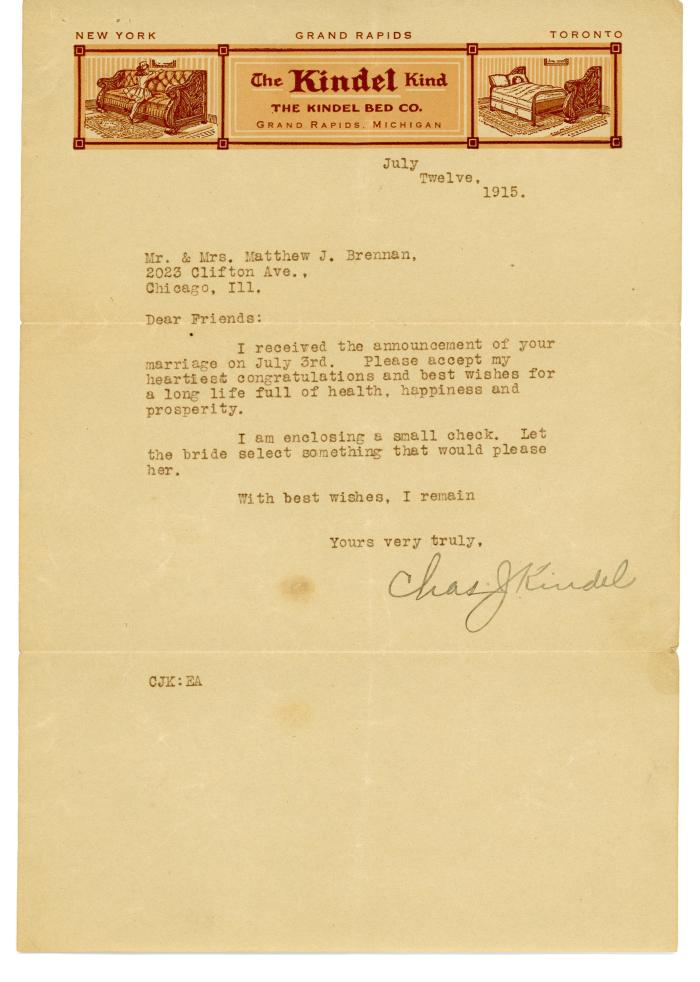 NEW YORK GRAND RAPIDS TORONTO
The Kindel Kind
THE KINDEL BED CO.
GRAND RAPIDS, MICHIGAN
July
Twelve,
1915.
Mr. & Mrs. Matthew J. Brennan,
2023 Clifton Ave.,
Chicago, Ill.
Dear Friends:
I received the announcement of your
marriage on July 3rd. Please accept my
heartiest congratulations and best wishes for
a long life full of health, happiness and
prosperity.
I am enclosing a small check. Let
the bride select something that would please
her.
With best wishes, I remain
Yours very truly,
Chas. J Kindel
CJK:EA